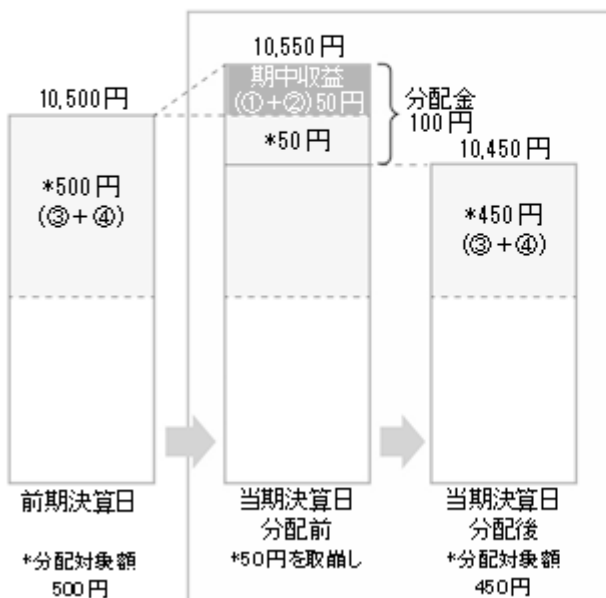 10,550円
期中収益
(①+②)50円
分配金
100円
10,500円
*50円
10,450円
*500円
(③+④)
*450円
(③+④)
前期決算日
*分配対象額
500円
当期決算日
分配前
*50円を取崩し
当期決算日
分配後
*分配対象額
450円